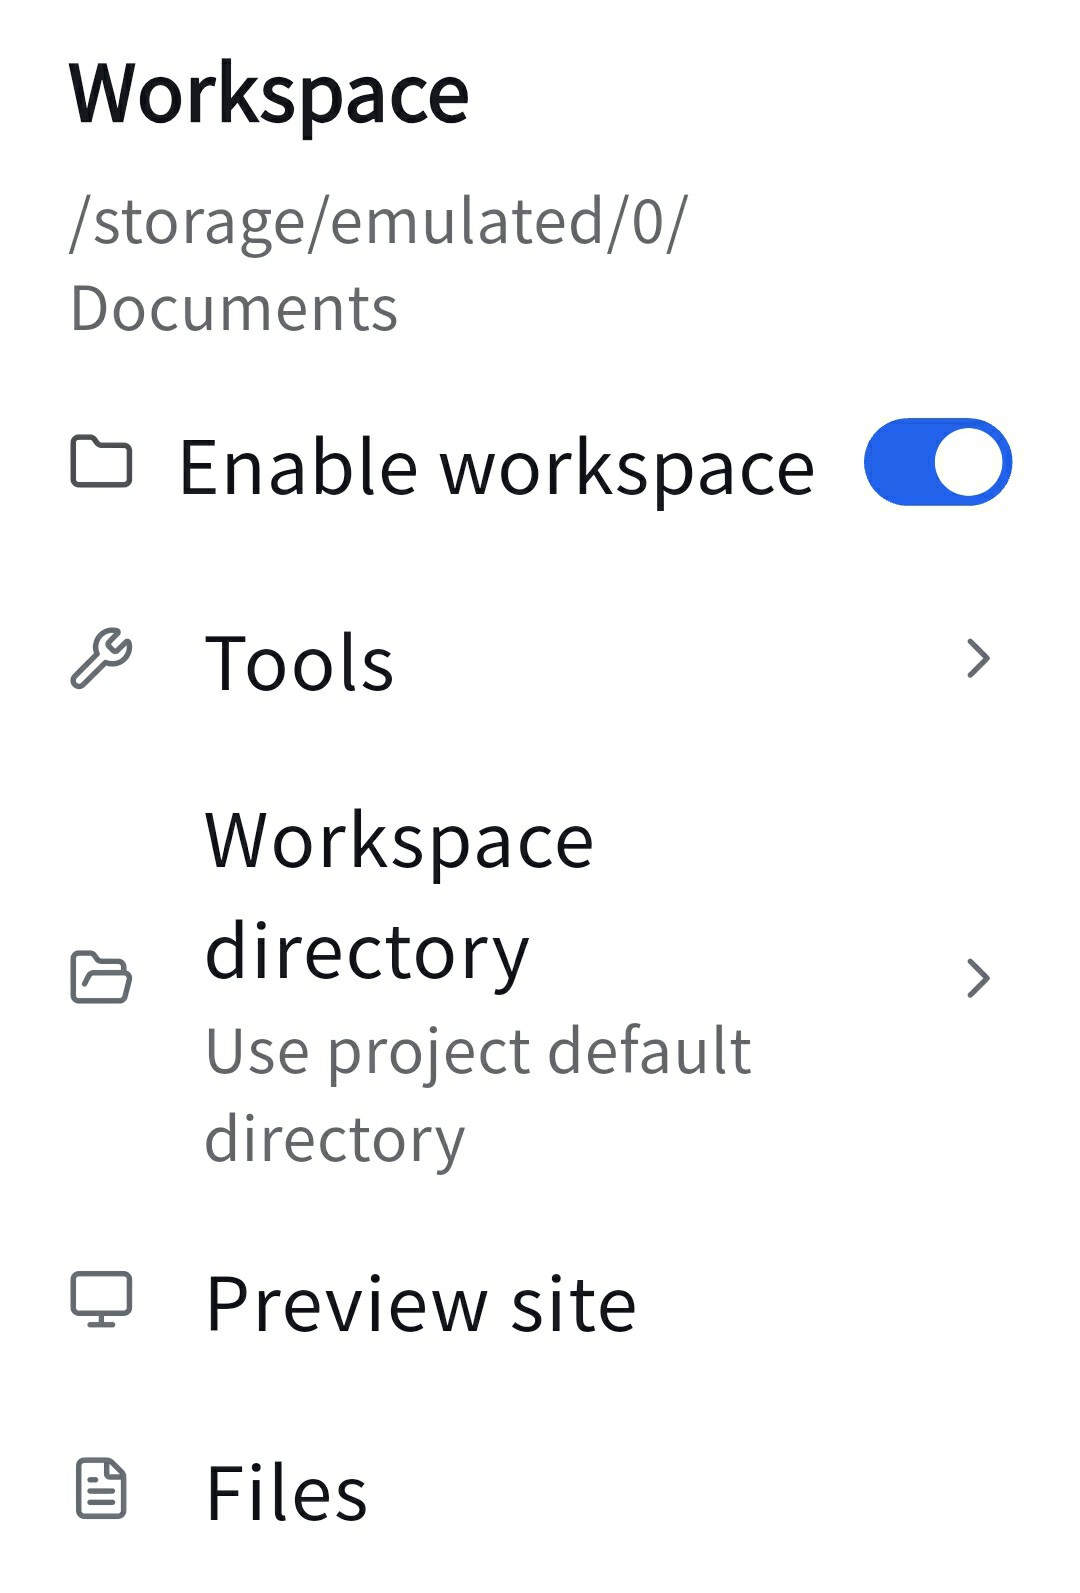 Workspace
/storage/emulated/0/
Documents
Enable workspace
Tools
Workspace
directory
Use project default
directory
Preview site
Files